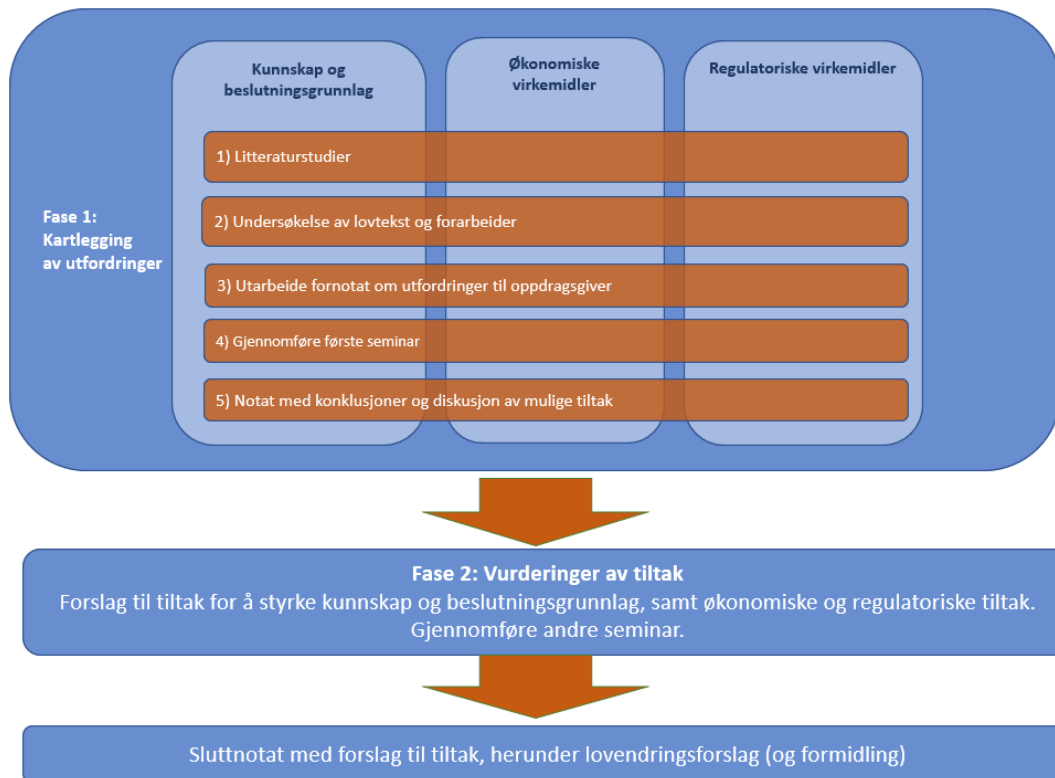 Kunnskap og
beslutningsgrunnlag
Økonomiske
virkemidler
Regulatoriske virkemidler
Fase 1:
Kartlegging
av utfordringer
1) Litteraturstudier
2) Undersøkelse av lovtekst og forarbeider
3) Utarbeide fornotat om utfordringer til oppdragsgiver
4) Gjennomføre første seminar
5) Notat med konklusjoner og diskusjon av mulige tiltak
Fase 2: Vurderinger av tiltak
Forslag til tiltak for å styrke kunnskap og beslutningsgrunnlag, samt økonomiske og regulatoriske tiltak.
Gjennomføre andre seminar.
Sluttnotat med forslag til tiltak, herunder lovendringsforslag (og formidling)